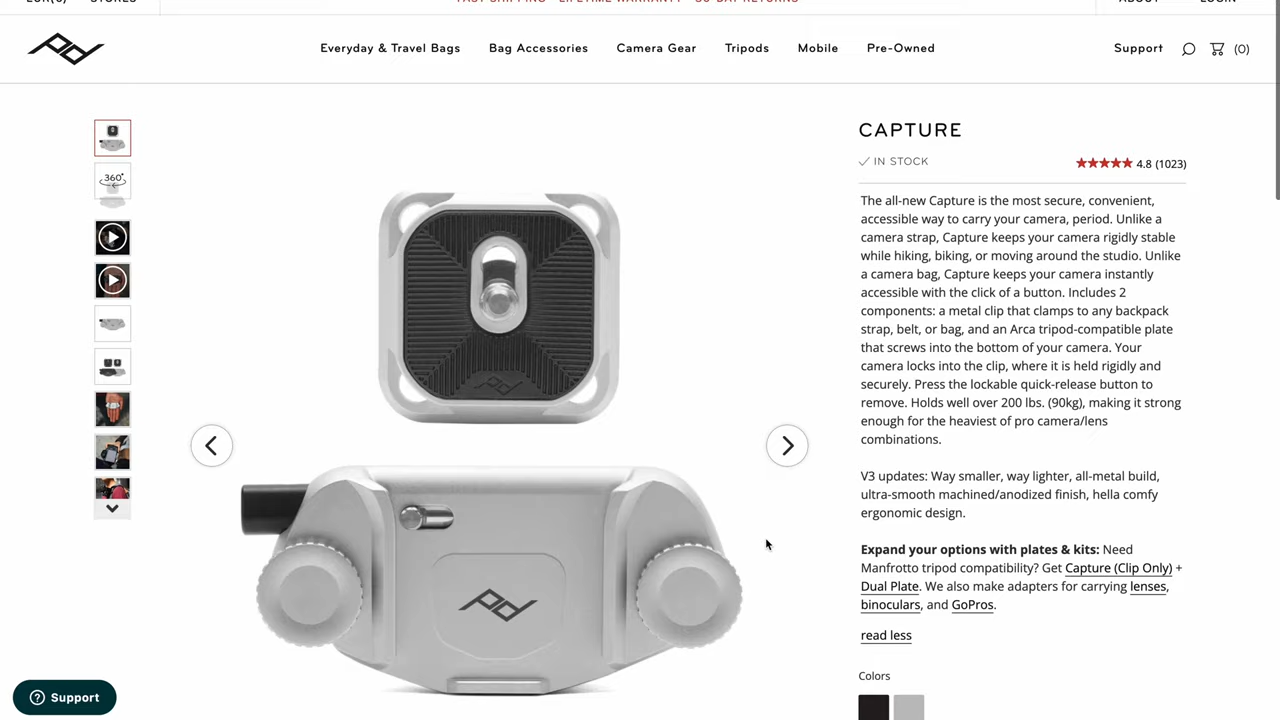 EUR(€) STORES
FAST SHIPPING · LIFETIME WARRANTY · 30-DAY RETURNS
ABOUT LOGIN
Everyday & Travel Bags Bag Accessories Camera Gear Tripods Mobile Pre-Owned
Support (0)
360°
CAPTURE
IN STOCK
4.8 (1023)
The all-new Capture is the most secure, convenient,
accessible way to carry your camera, period. Unlike a
camera strap, Capture keeps your camera rigidly stable
while hiking, biking, or moving around the studio. Unlike
a camera bag, Capture keeps your camera instantly
accessible with the click of a button. Includes 2
components: a metal clip that clamps to any backpack
strap, belt, or bag, and an Arca tripod-compatible plate
that screws into the bottom of your camera. Your
camera locks into the clip, where it is held rigidly and
securely. Press the lockable quick-release button to
remove. Holds well over 200 lbs. (90kg), making it strong
enough for the heaviest of pro camera/lens
combinations.
V3 updates: Way smaller, way lighter, all-metal build,
ultra-smooth machined/anodized finish, hella comfy
ergonomic design.
Expand your options with plates & kits: Need
Manfrotto tripod compatibility? Get Capture (Clip Only) +
Dual Plate. We also make adapters for carrying lenses,
binoculars, and GoPros.
read less
Colors
Support